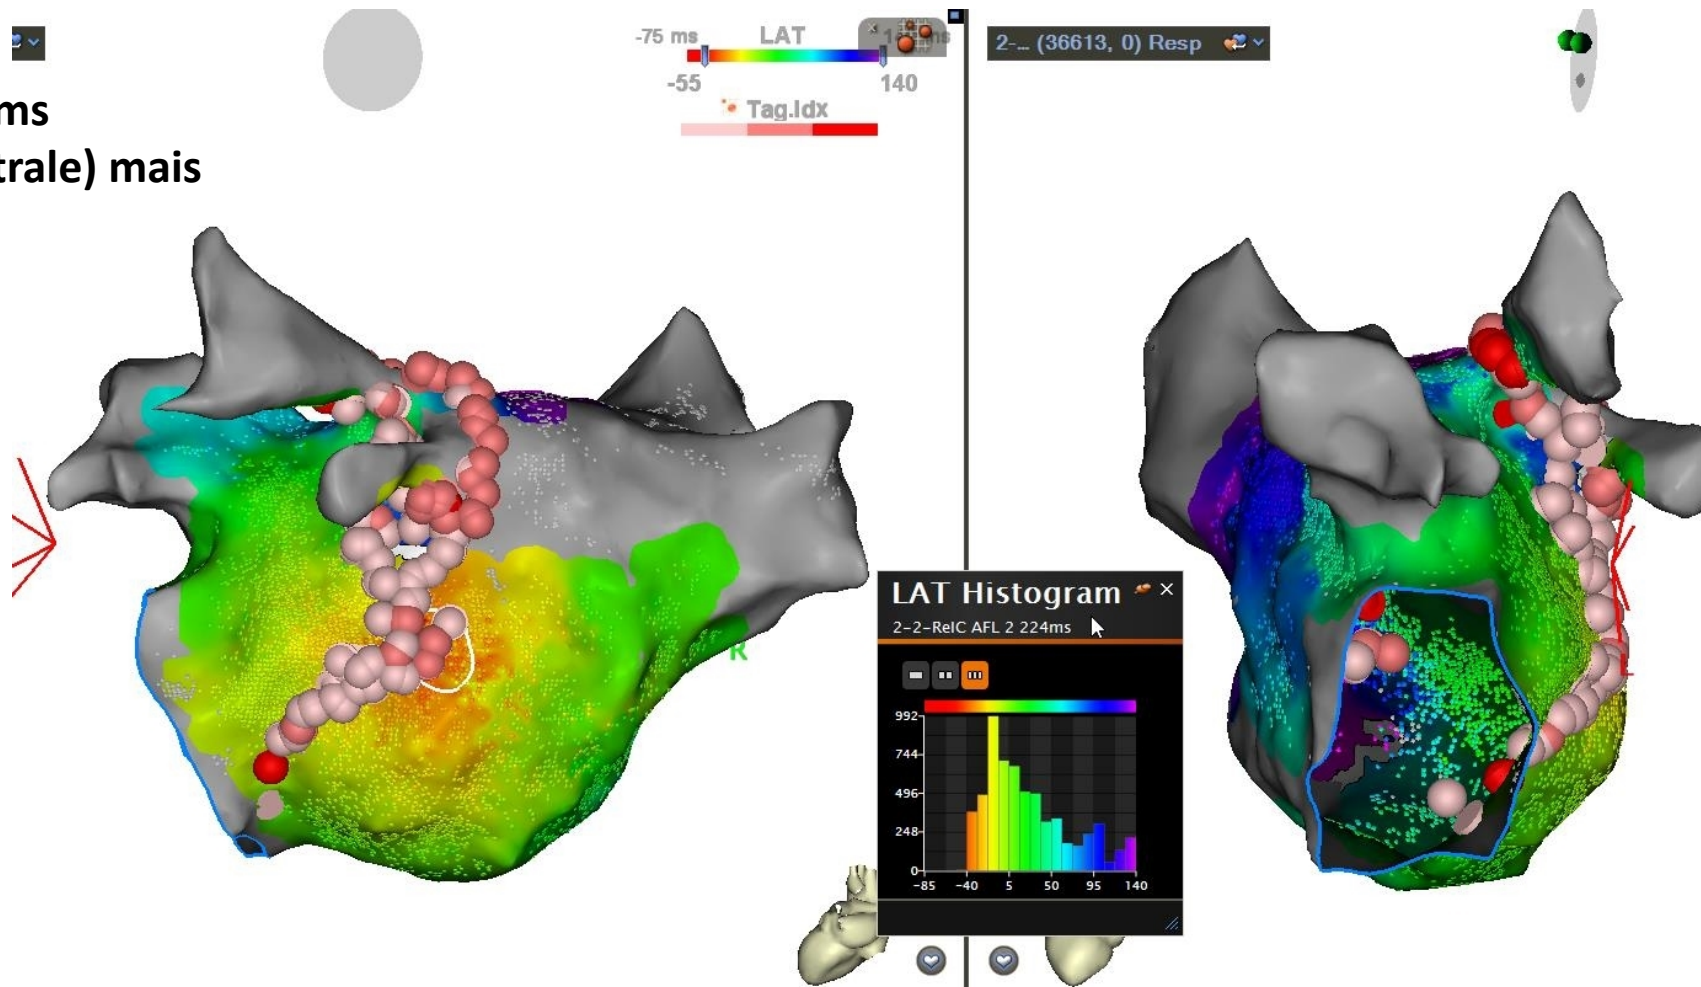 ms
trale) mais
-75 ms
LAT
-55
140
Tag.Idx
2-... (36613, 0) Resp
R
L
LAT Histogram
2-2-RelC AFL 2 224ms
992
744
496
248
0
-85 -40 5 50 95 140